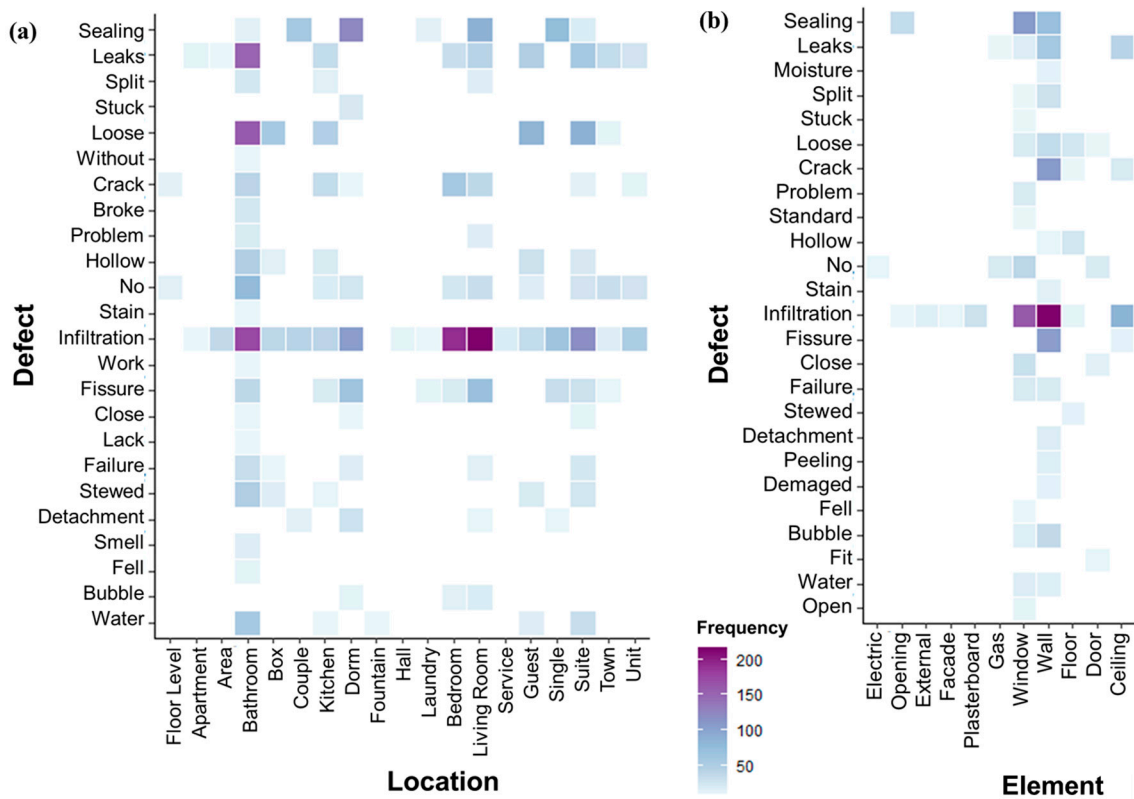 (a)
Defect
Sealing
Leaks
Split
Stuck
Loose
Without
Crack
Broke
Problem
Hollow
No
Stain
Infiltration
Work
Fissure
Close
Lack
Failure
Stewed
Detachment
Smell
Fell
Bubble
Water
Floor Level
Apartment
Area
Bathroom
Box
Couple
Kitchen
Dorm
Fountain
Hall
Laundry
Bedroom
Living Room
Service
Guest
Single
Suite
Town
Unit
Location
Frequency
200
150
100
50
(b)
Defect
Sealing
Leaks
Moisture
Split
Stuck
Loose
Crack
Problem
Standard
Hollow
No
Stain
Infiltration
Fissure
Close
Failure
Stewed
Detachment
Peeling
Demaged
Fell
Bubble
Fit
Water
Open
Electric
Opening
External
Facade
Plasterboard
Gas
Window
Wall
Floor
Door
Ceiling
Element